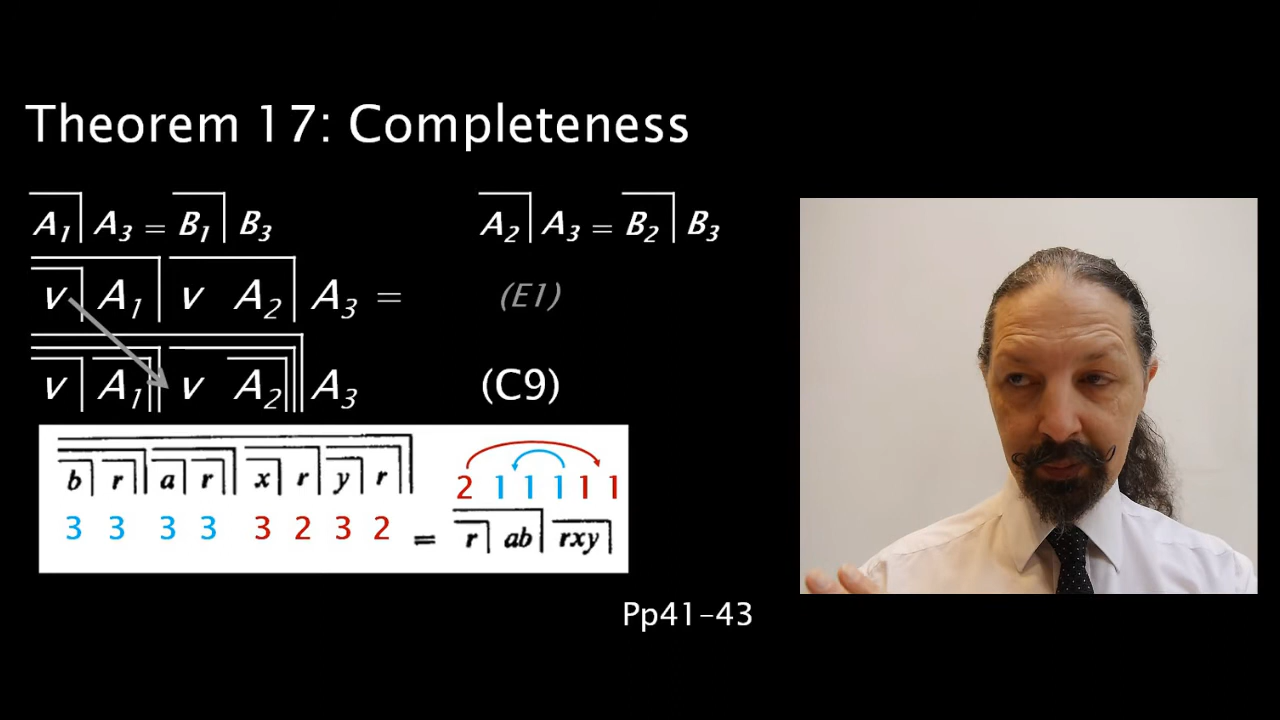 Theorem 17: Completeness
A1 A3 = B1 B3 A2 A3 = B2 B3
v A1 v A2 A3 = (E1)
v A1 v A2 A3 (C9)
b r a r x r y r 2 1 1 1 1 1
3 3 3 3 3 2 3 2 = r ab rxy
Pp41-43